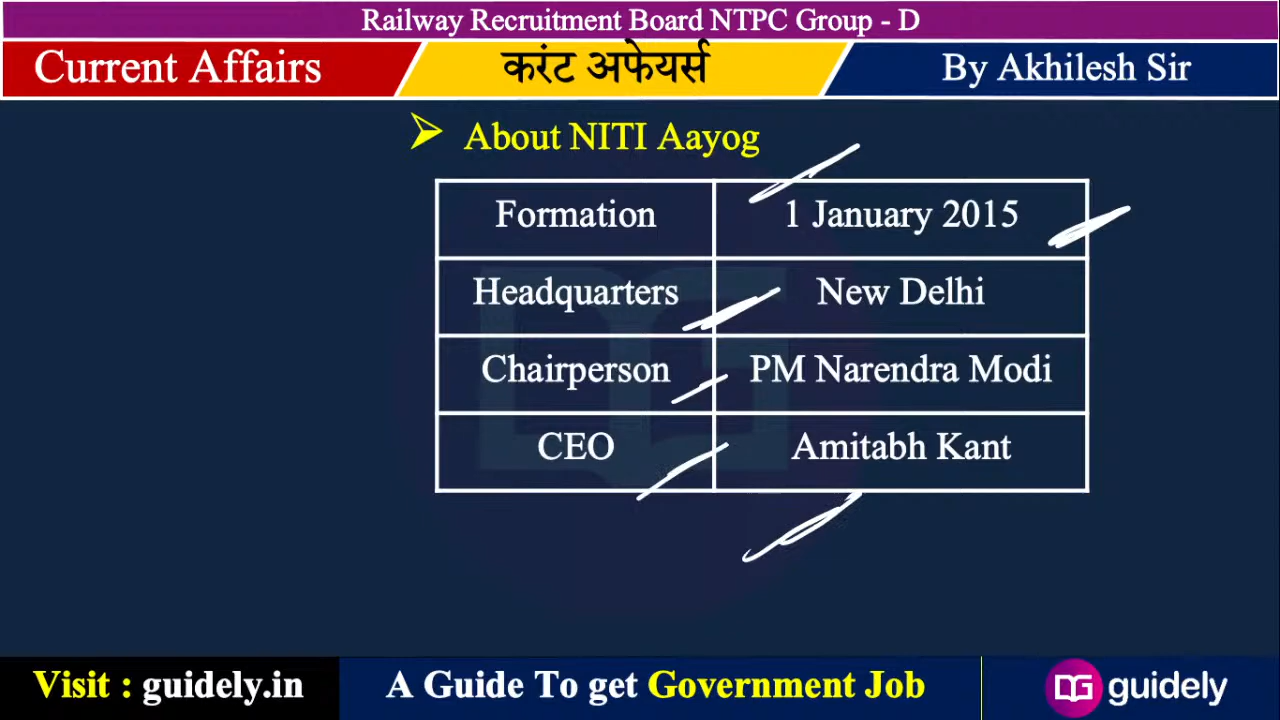 Railway Recruitment Board NTPC Group - D
Current Affairs करंट अफेयर्स By Akhilesh Sir
About NITI Aayog
Formation 1 January 2015
Headquarters New Delhi
Chairperson PM Narendra Modi
CEO Amitabh Kant
Visit : guidely.in A Guide To get Government Job guidely